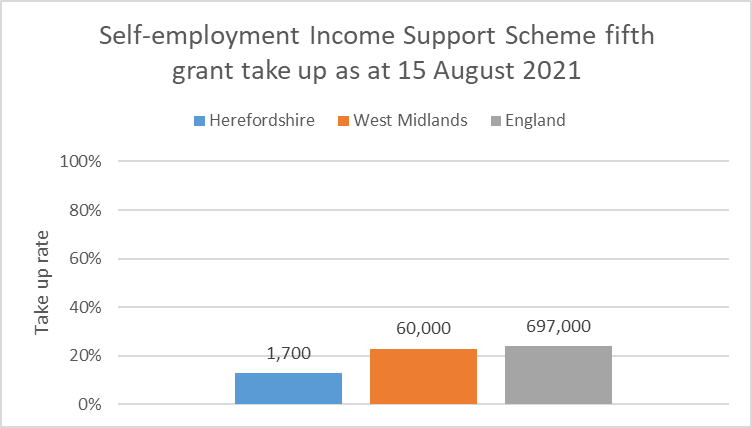 Self-employment Income Support Scheme fifth
grant take up as at 15 August 2021
Herefordshire West Midlands England
100%
80%
60%
40%
20%
0%
Take up rate
1,700
60,000
697,000